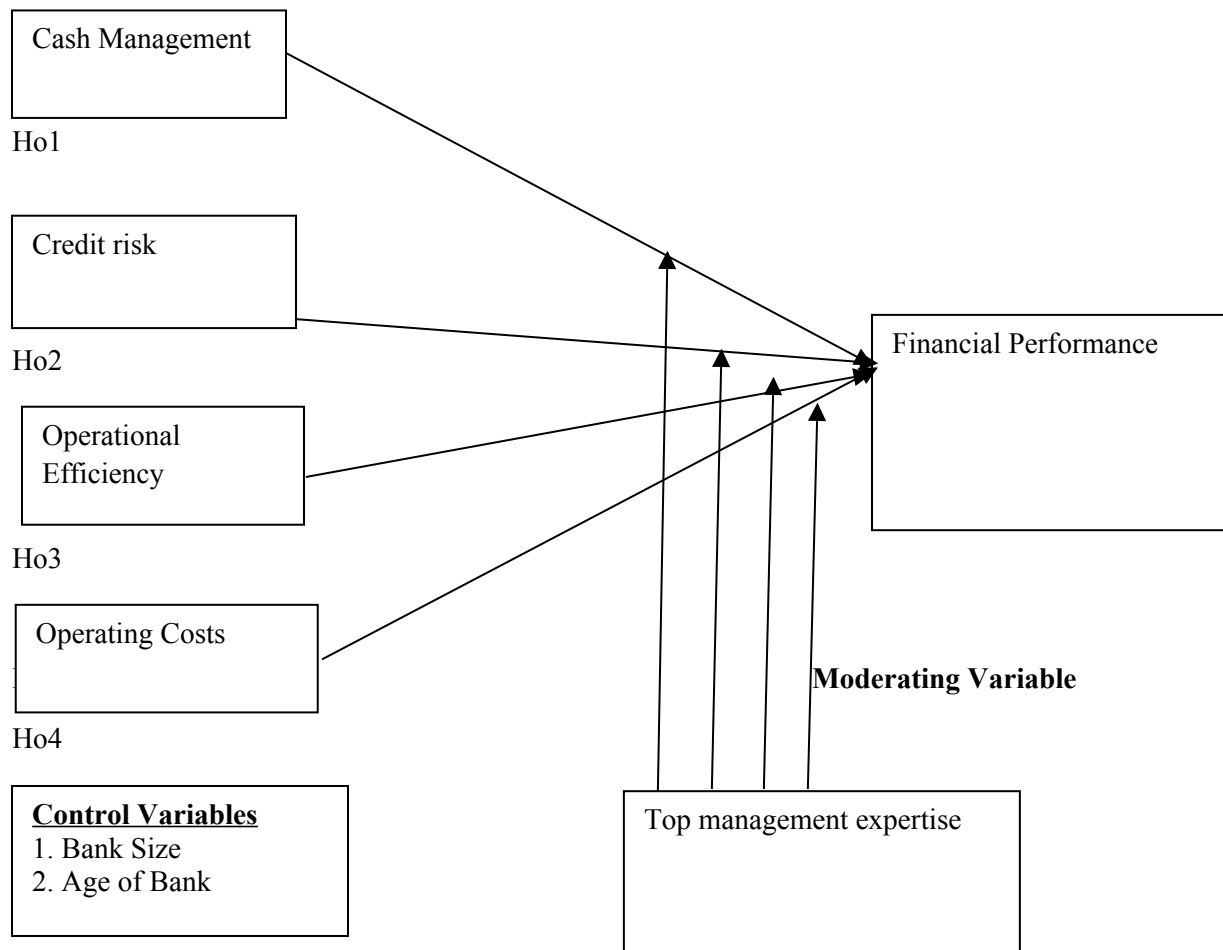 Cash Management
Ho1
Credit risk
Ho2
Financial Performance
Operational
Efficiency
Ho3
Operating Costs
Moderating Variable
Ho4
Control Variables
1. Bank Size
2. Age of Bank
Top management expertise